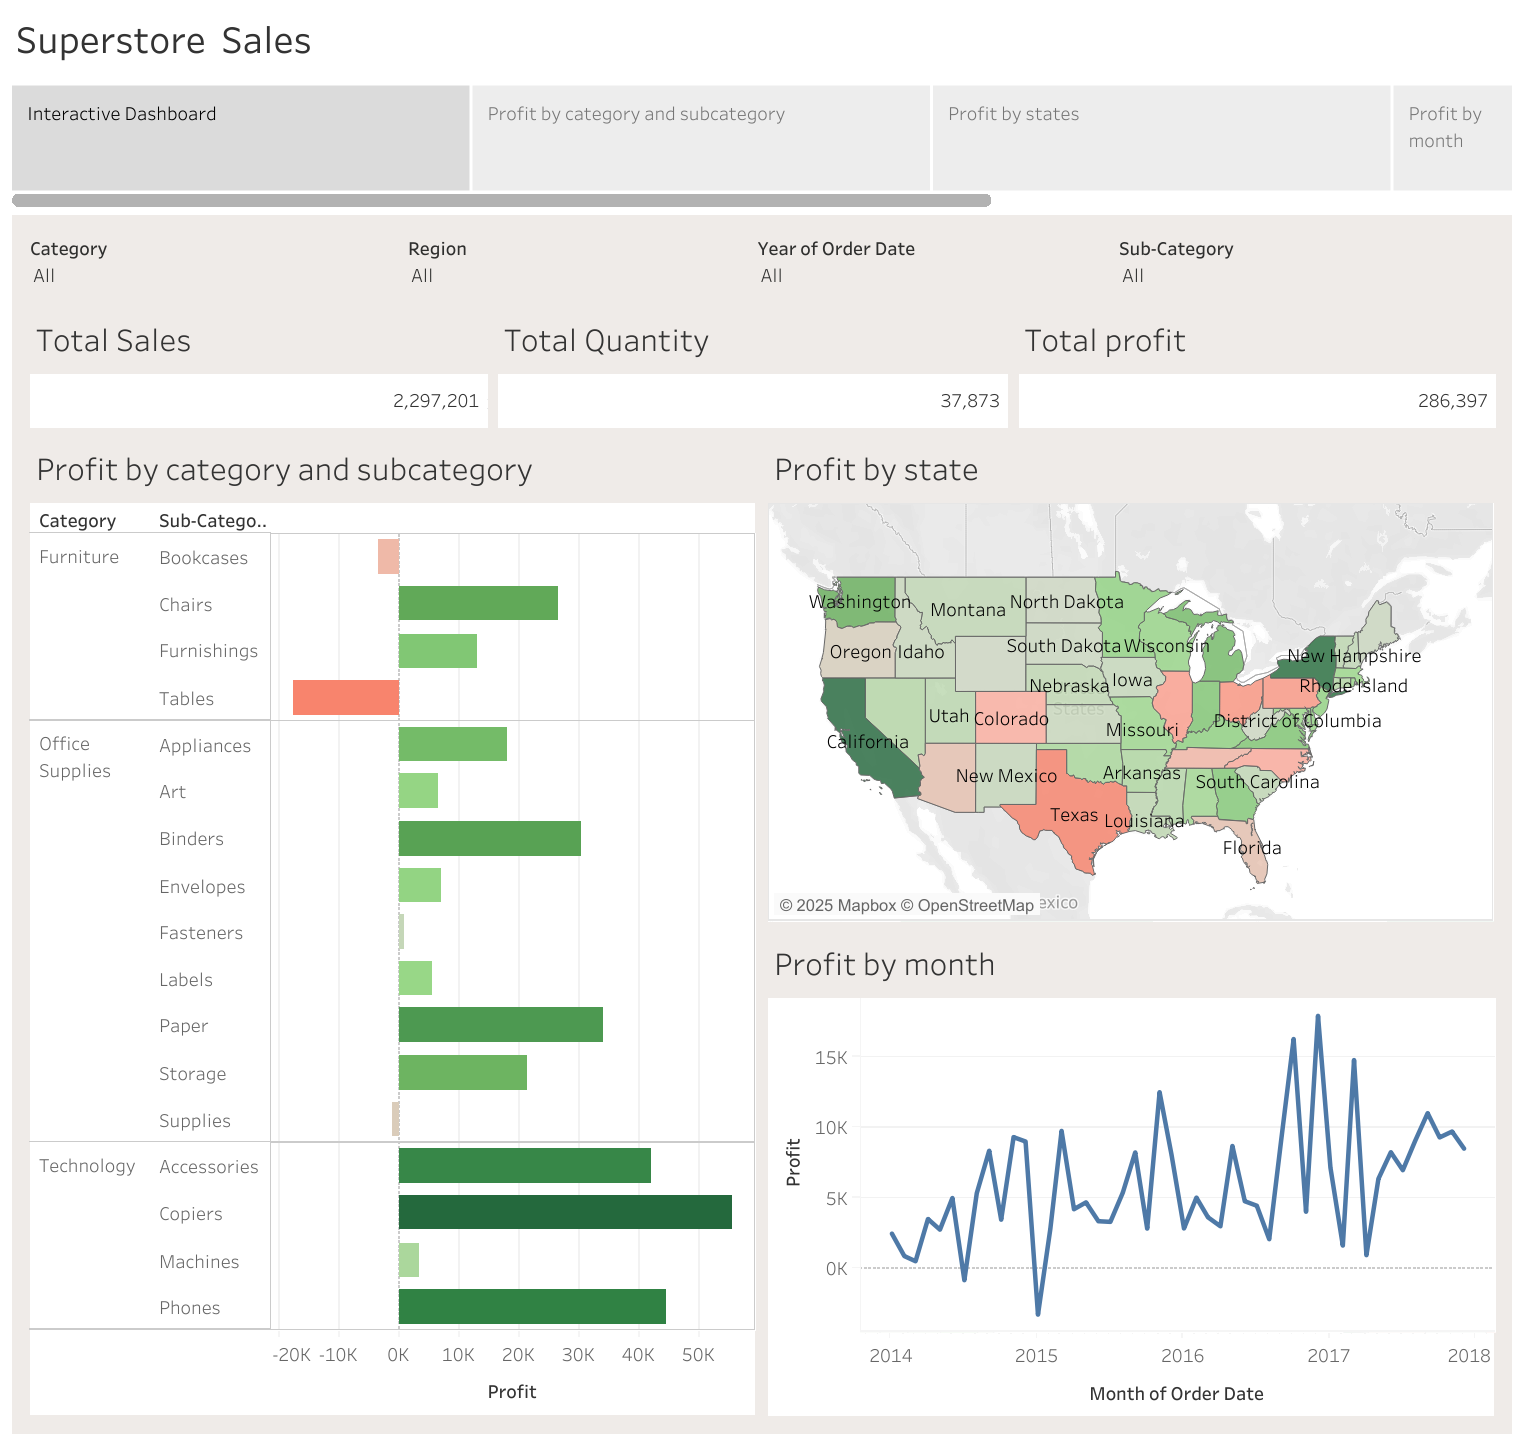 Superstore Sales
Interactive Dashboard
Profit by category and subcategory
Profit by states
Profit by
month
Category
All
Region
All
Year of Order Date
All
Sub-Category
All
Total Sales
Total Quantity
Total profit
2,297,201
37,873
286,397
Profit by category and subcategory
Category Sub-Catego..
Furniture Bookcases
Chairs
Furnishings
Tables
Office
Supplies
Appliances
Art
Binders
Envelopes
Fasteners
Labels
Paper
Storage
Supplies
Technology Accessories
Copiers
Machines
Phones
-20K -10K 0K 10K 20K 30K 40K 50K
Profit
Profit by state
Washington
Montana
North Dakota
Oregon
Idaho
South Dakota
Wisconsin
New Hampshire
Nebraska
Iowa
Rhode Island
States
Utah
Colorado
Missouri
District of Columbia
California
New Mexico
Arkansas
South Carolina
Texas
Louisiana
Florida
© 2025 Mapbox © OpenStreetMap
exico
Profit by month
15K
10K
5K
0K
Profit
2014 2015 2016 2017 2018
Month of Order Date